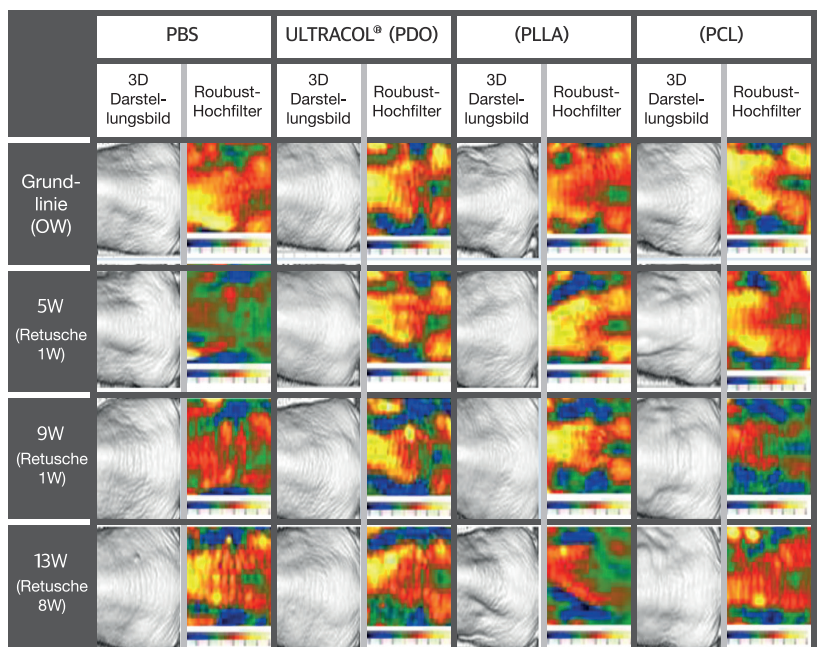 PBS
ULTRACOL® (PDO)
(PLLA)
(PCL)
3D
Darstel-
lungsbild
Roubust-
Hochfilter
3D
Darstel-
lungsbild
Roubust-
Hochfilter
3D
Darstel-
lungsbild
Roubust-
Hochfilter
3D
Darstel-
lungsbild
Roubust-
Hochfilter
Grund-
linie
(OW)
5W
(Retusche
1W)
9W
(Retusche
1W)
13W
(Retusche
8W)